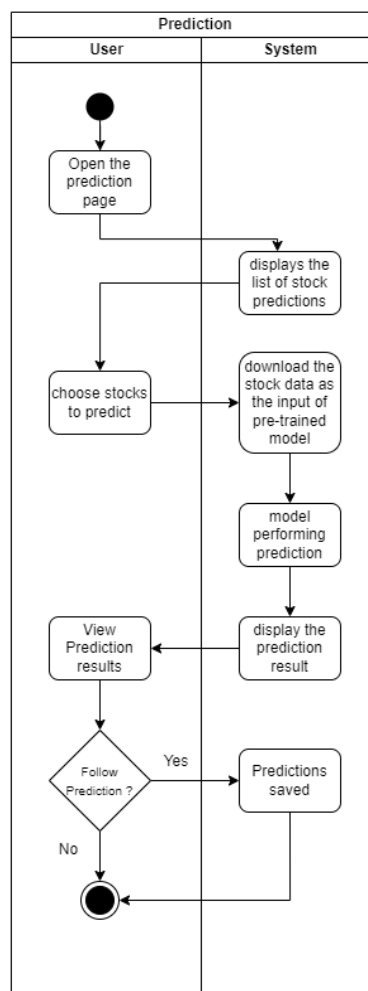 Prediction
User
System
Open the
prediction
page
displays the
list of stock
predictions
choose stocks
to predict
download the
stock data as
the input of
pre-trained
model
model
performing
prediction
View
Prediction
results
display the
prediction
result
Follow
Prediction ?
Yes
Predictions
saved
No